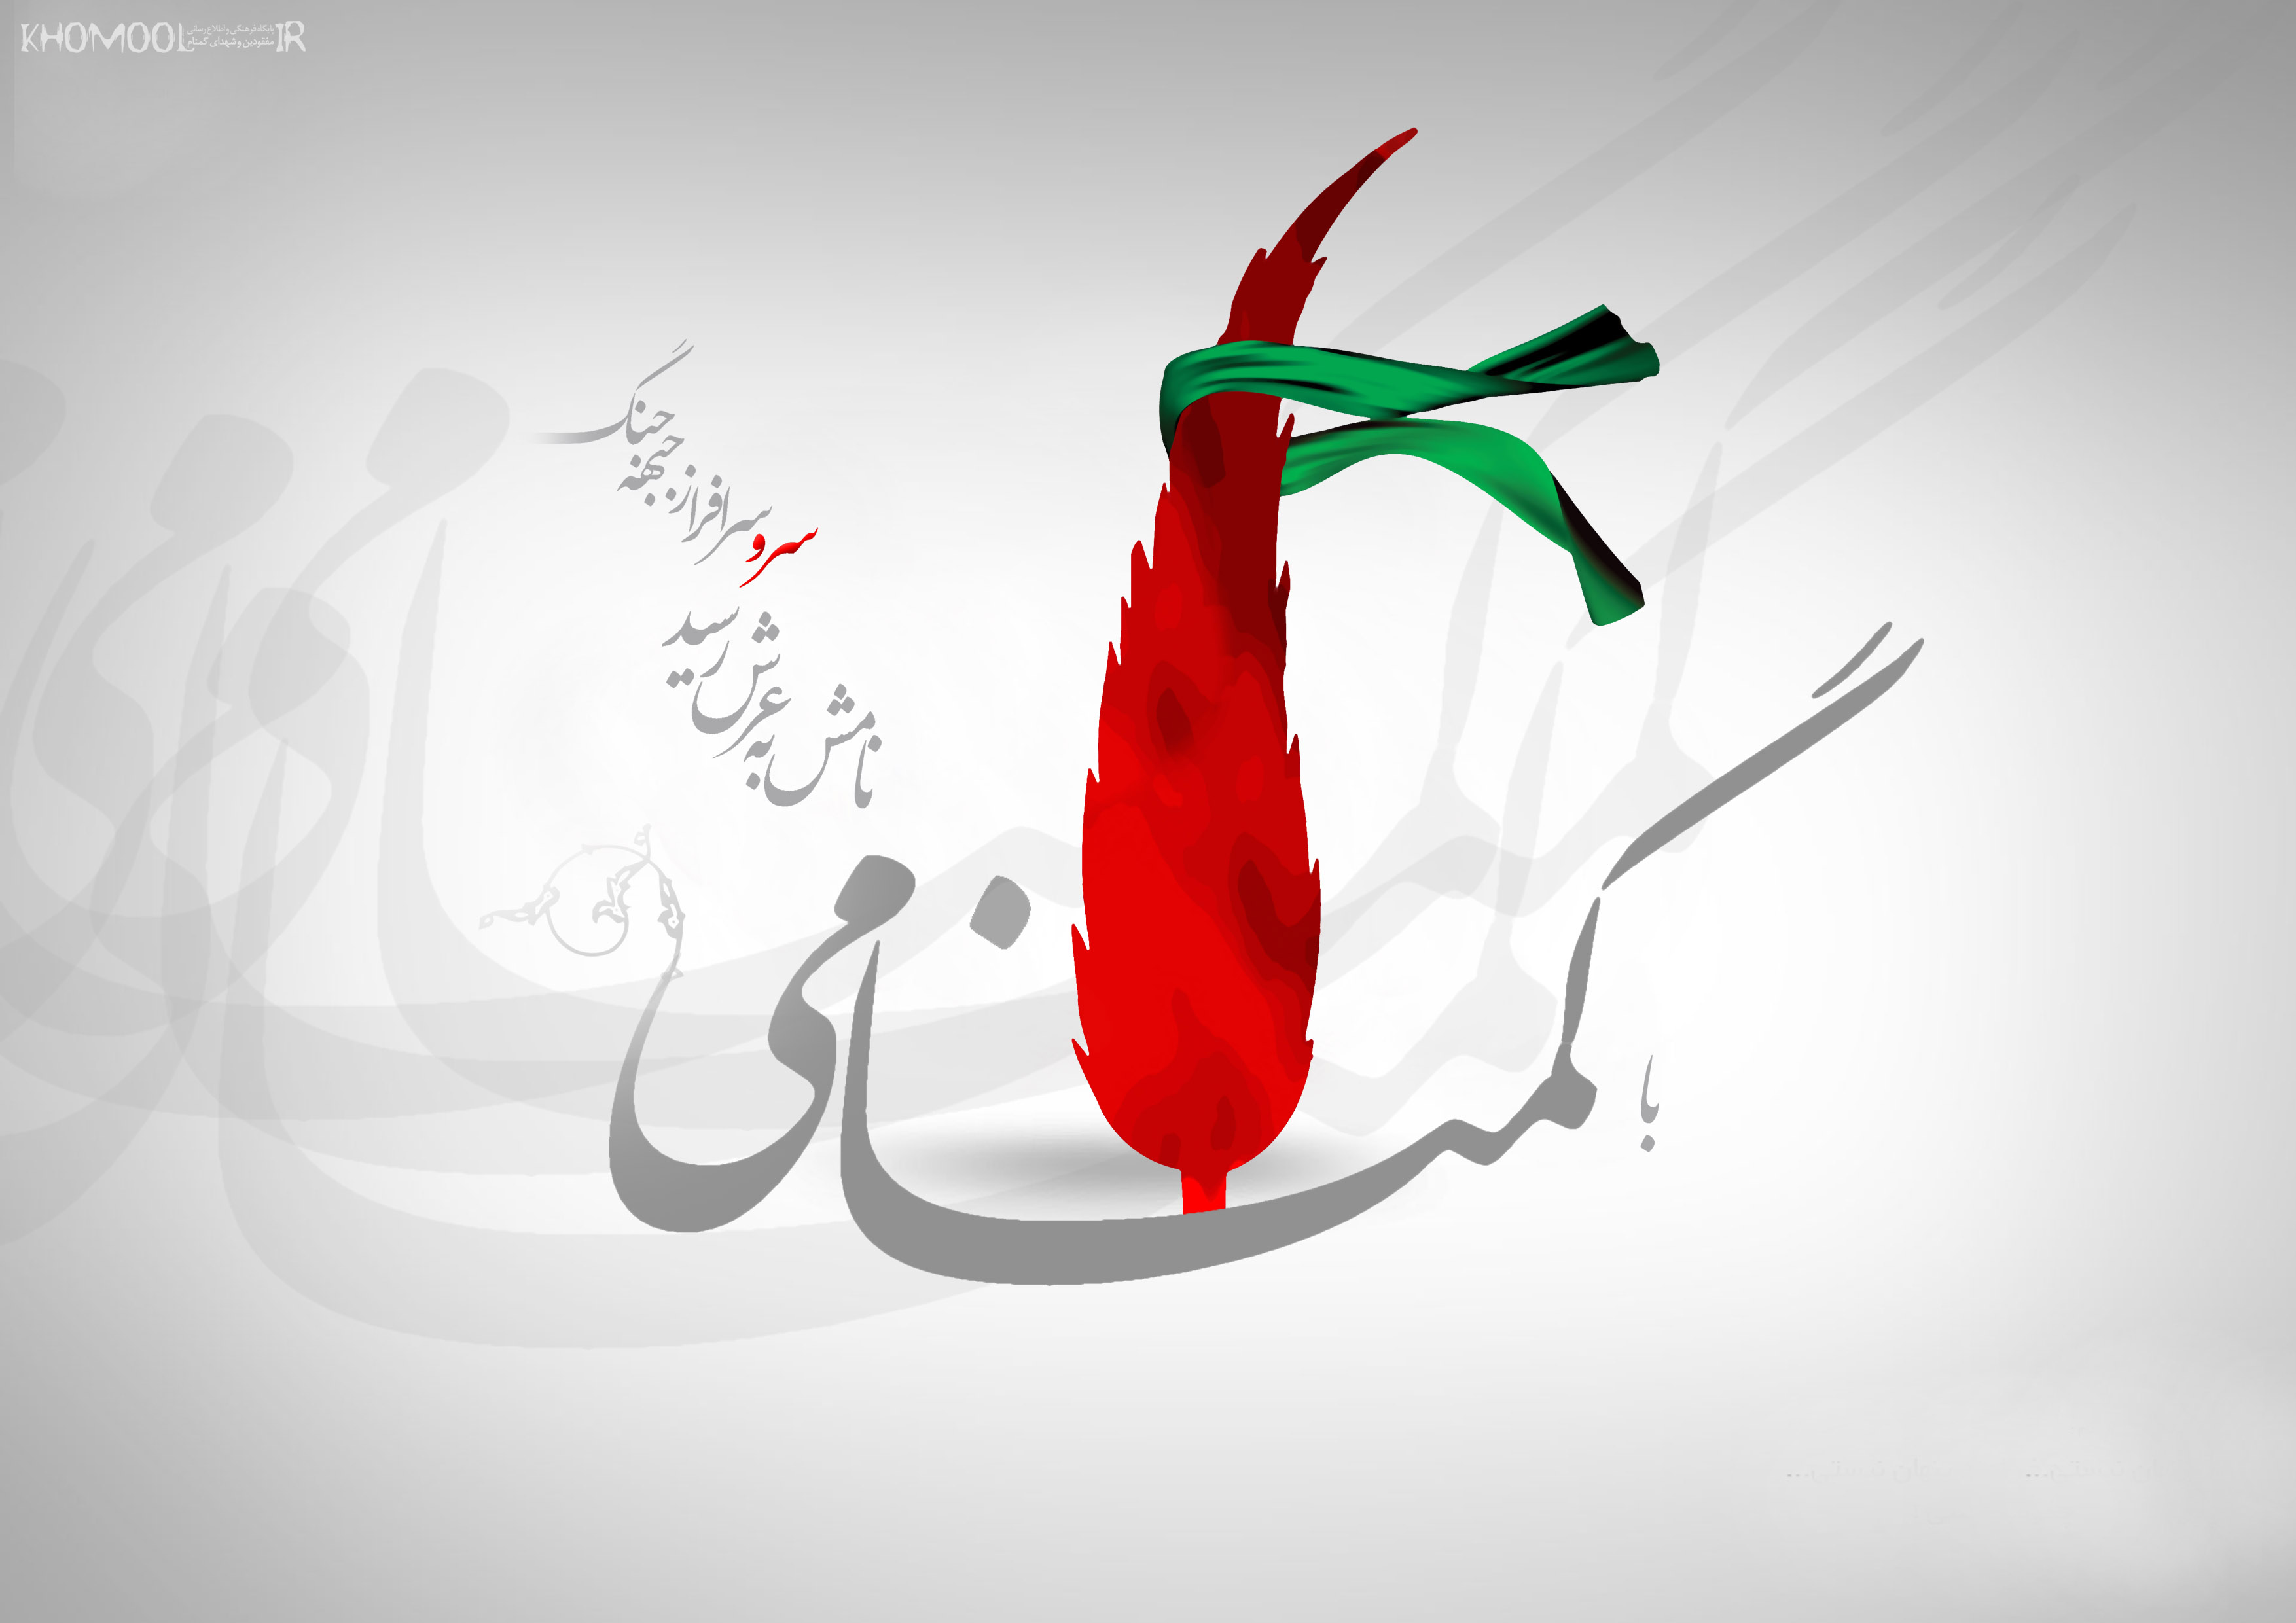 KHOMOOL.IR
پایگاه فرهنگی و اطلاع رسانی
مفقودین و شهدای گمنام
سرو سرافراز جبهه جنگ
با گمنامی
نامش به عرش رسید